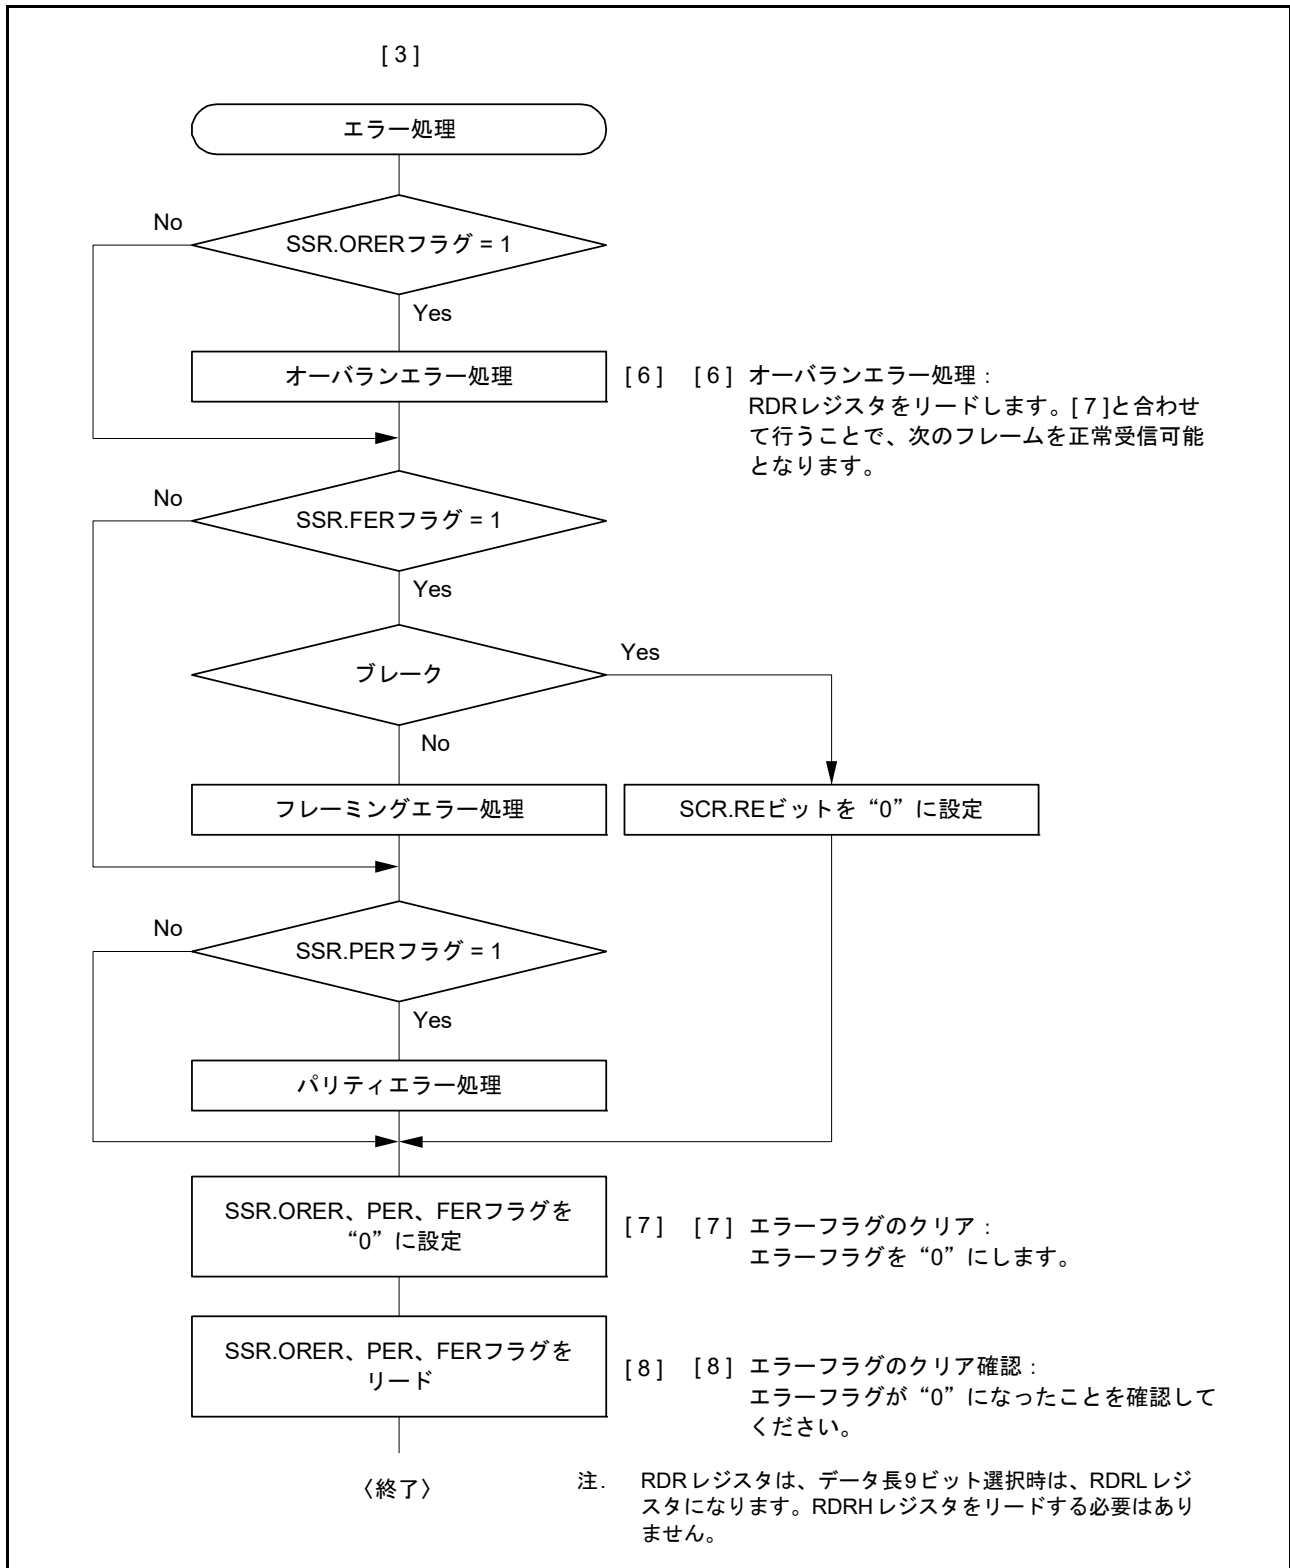 [ 3 ]
エラー処理
No
SSR.ORERフラグ = 1
Yes
オーバランエラー処理
[ 6 ]
[ 6 ] オーバランエラー処理：
RDRレジスタをリードします。[ 7 ]と合わせ
て行うことで、次のフレームを正常受信可能
となります。
No
SSR.FERフラグ = 1
Yes
ブレーク
Yes
No
フレーミングエラー処理
SCR.REビットを“0”に設定
No
SSR.PERフラグ = 1
Yes
パリティエラー処理
SSR.ORER、PER、FERフラグを
“0”に設定
[ 7 ]
[ 7 ] エラーフラグのクリア：
エラーフラグを“0”にします。
SSR.ORER、PER、FERフラグを
リード
[ 8 ]
[ 8 ] エラーフラグのクリア確認：
エラーフラグが“0”になったことを確認して
ください。
〈終了〉
注. RDRレジスタは、データ長9ビット選択時は、RDRLレジ
スタになります。RDRHレジスタをリードする必要はあり
ません。